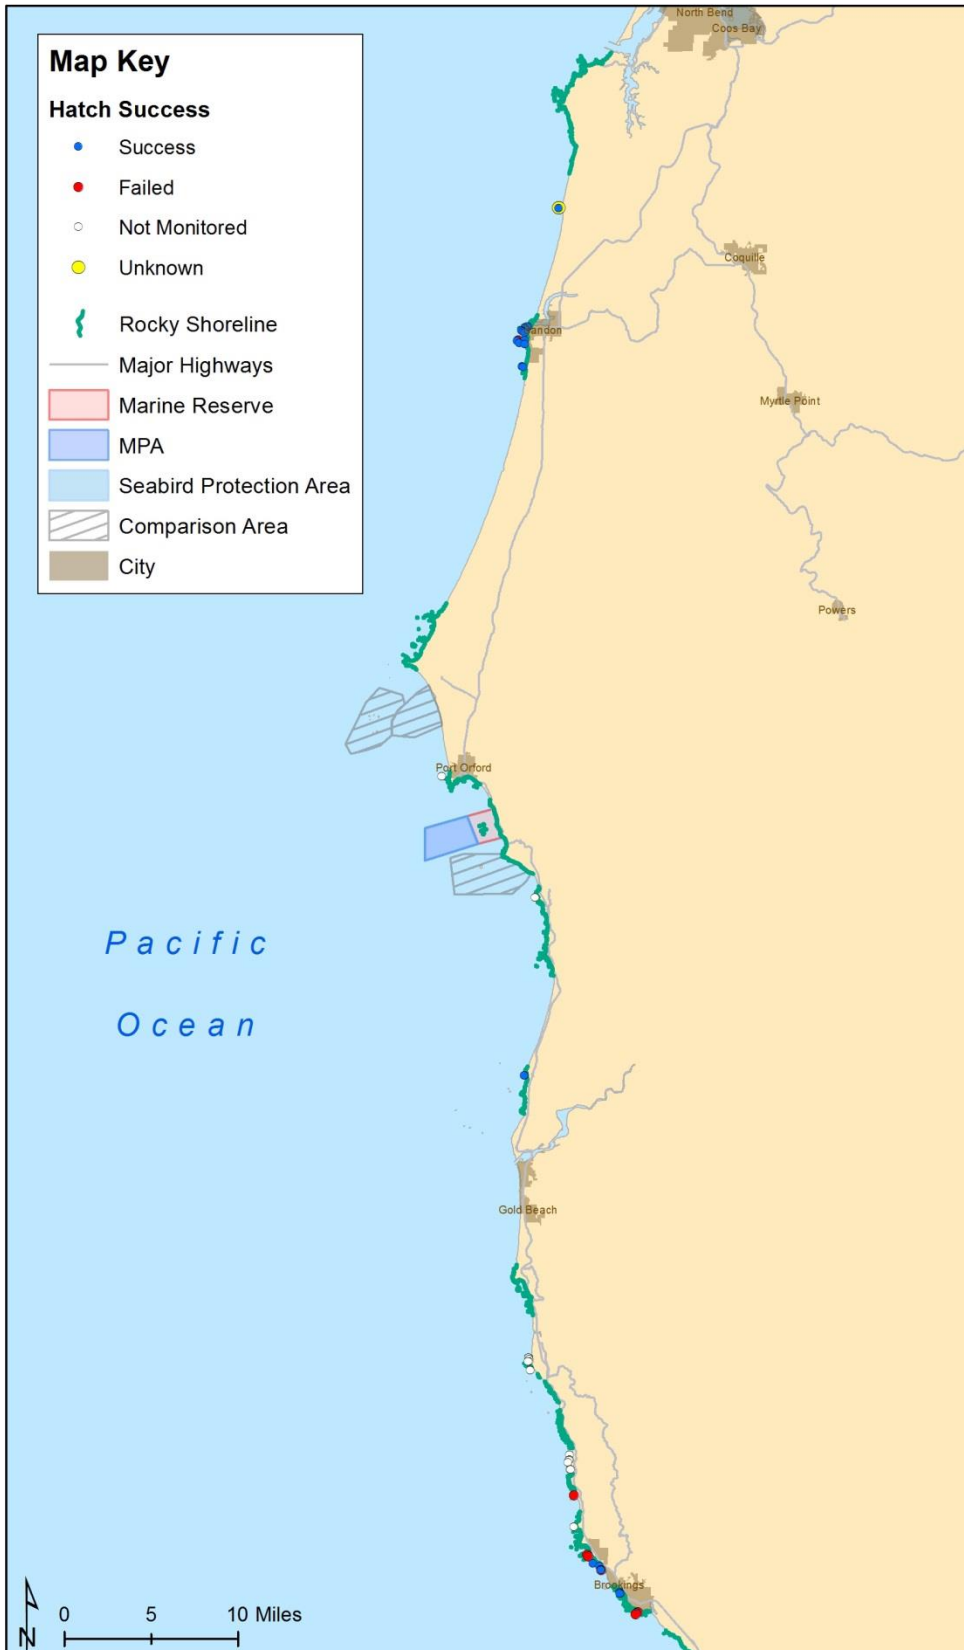 North Bend
Coos Bay
Map Key
Hatch Success
Success
Failed
Not Monitored
Unknown
Rocky Shoreline
Major Highways
Marine Reserve
MPA
Seabird Protection Area
Comparison Area
City
Coquille
andon
Myrtle Point
Powers
Port Orford
Pacific
Ocean
Gold Beach
Brookings
N
0 5 10 Miles